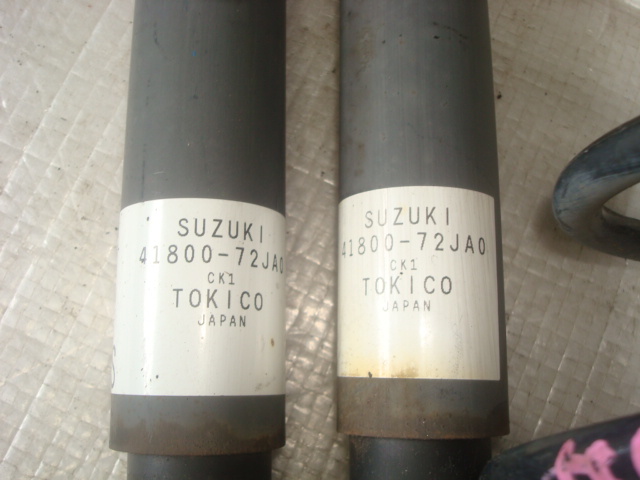 SUZUKI
41800-72JA0
CK1
TOKICO
JAPAN
SUZUKI
41800-72JA0
CK1
TOKICO
JAPAN